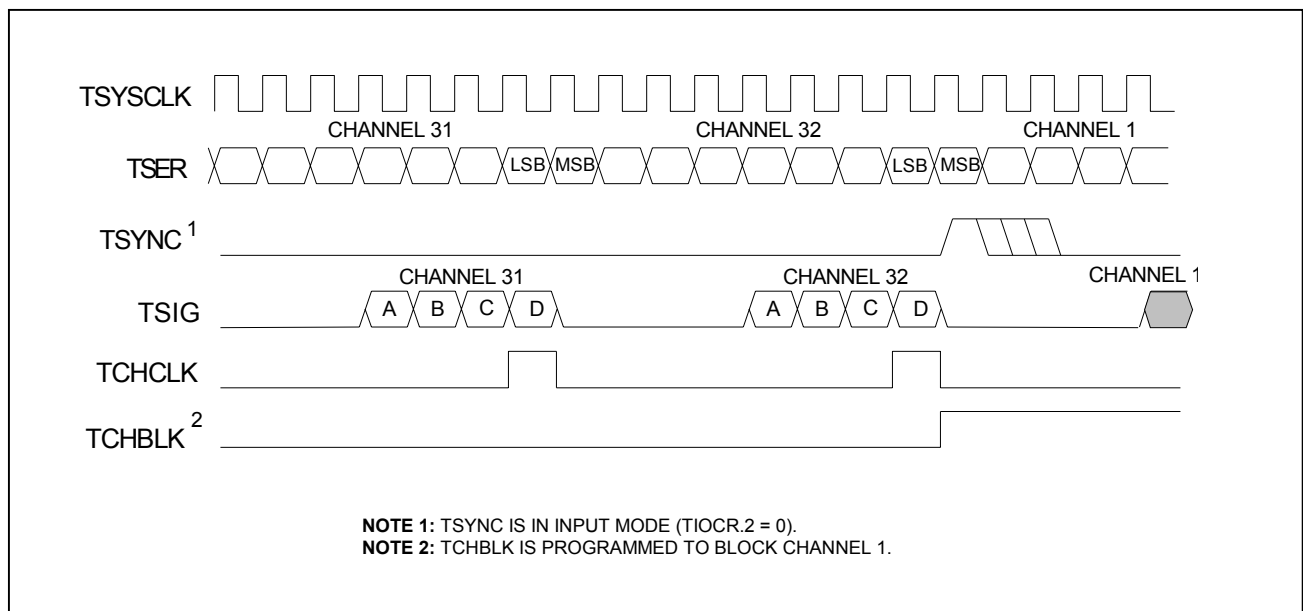 TSYSCLK
CHANNEL 31 CHANNEL 32 CHANNEL 1
TSER LSB MSB LSB MSB
TSYNC 1
CHANNEL 31 CHANNEL 32 CHANNEL 1
TSIG A B C D A B C D
TCHCLK
TCHBLK 2
NOTE 1: TSYNC IS IN INPUT MODE (TIOCR.2 = 0).
NOTE 2: TCHBLK IS PROGRAMMED TO BLOCK CHANNEL 1.